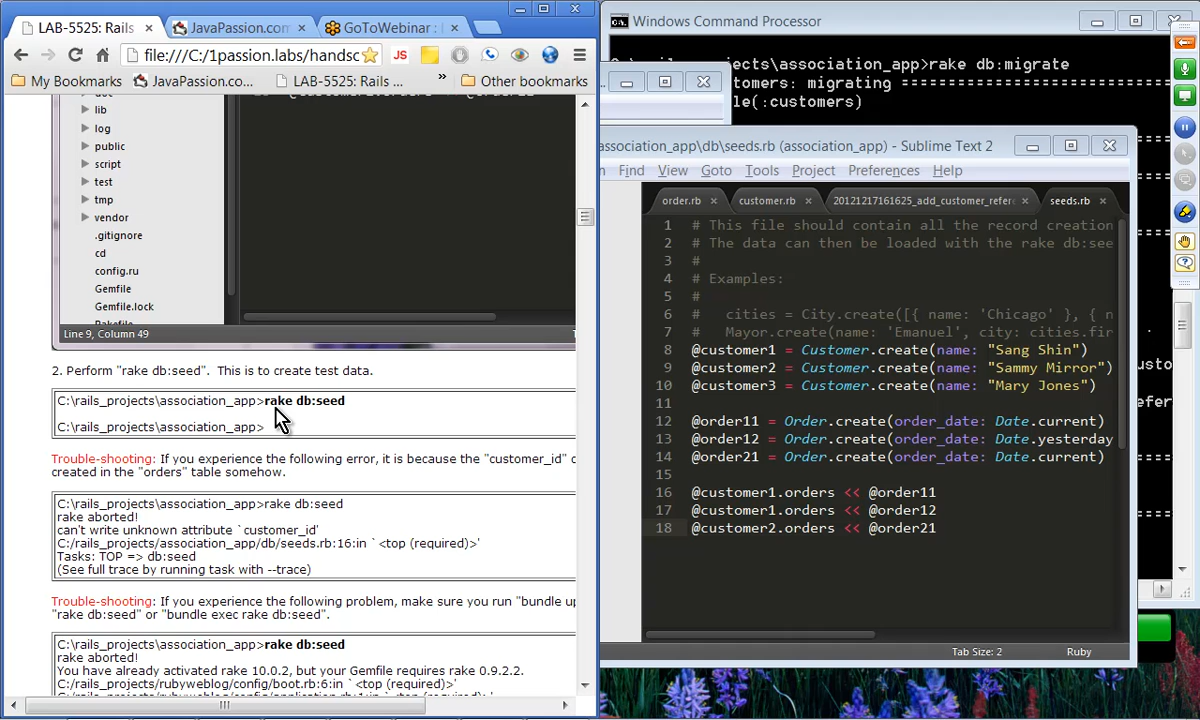 LAB-5525: Rails
JavaPassion.com:
GoToWebinar :
file:///C:/1passion.labs/handsc
JS
My Bookmarks
JavaPassion.co...
LAB-5525: Rails ...
»
Other bookmarks
lib
log
public
script
test
tmp
vendor
.gitignore
cd
config.ru
Gemfile
Gemfile.lock
Line 9, Column 49
2. Perform "rake db:seed".  This is to create test data.
C:\rails_projects\association_app>rake db:seed
C:\rails_projects\association_app>
Trouble-shooting: If you experience the following error, it is because the "customer_id" c
created in the "orders" table somehow.
C:\rails_projects\association_app>rake db:seed
rake aborted!
can't write unknown attribute `customer_id'
C:/rails_projects/association_app/db/seeds.rb:16:in `<top (required)>'
Tasks: TOP => db:seed
(See full trace by running task with --trace)
Trouble-shooting: If you experience the following problem, make sure you run "bundle up
"rake db:seed" or "bundle exec rake db:seed".
C:\rails_projects\association_app>rake db:seed
rake aborted!
You have already activated rake 10.0.2, but your Gemfile requires rake 0.9.2.2.
C:/rails_projects/rubyweblog/config/boot.rb:6:in `<top (required)>'
Windows Command Processor
ojects\association_app>rake db:migrate
tomers: migrating
le(:customers)
association_app\db\seeds.rb (association_app) - Sublime Text 2
Find View Goto Tools Project Preferences Help
order.rb
customer.rb
20121217161625_add_customer_refer
seeds.rb
1 # This file should contain all the record creation
2 # The data can then be loaded with the rake db:see
3 #
4 # Examples:
5 #
6 #   cities = City.create([{ name: 'Chicago' }, { n
7 #   Mayor.create(name: 'Emanuel', city: cities.fir
8 @customer1 = Customer.create(name: "Sang Shin")
9 @customer2 = Customer.create(name: "Sammy Mirror")
10 @customer3 = Customer.create(name: "Mary Jones")
11
12 @order11 = Order.create(order_date: Date.current)
13 @order12 = Order.create(order_date: Date.yesterday
14 @order21 = Order.create(order_date: Date.current)
15
16 @customer1.orders << @order11
17 @customer1.orders << @order12
18 @customer2.orders << @order21
Tab Size: 2
Ruby
usto
efer